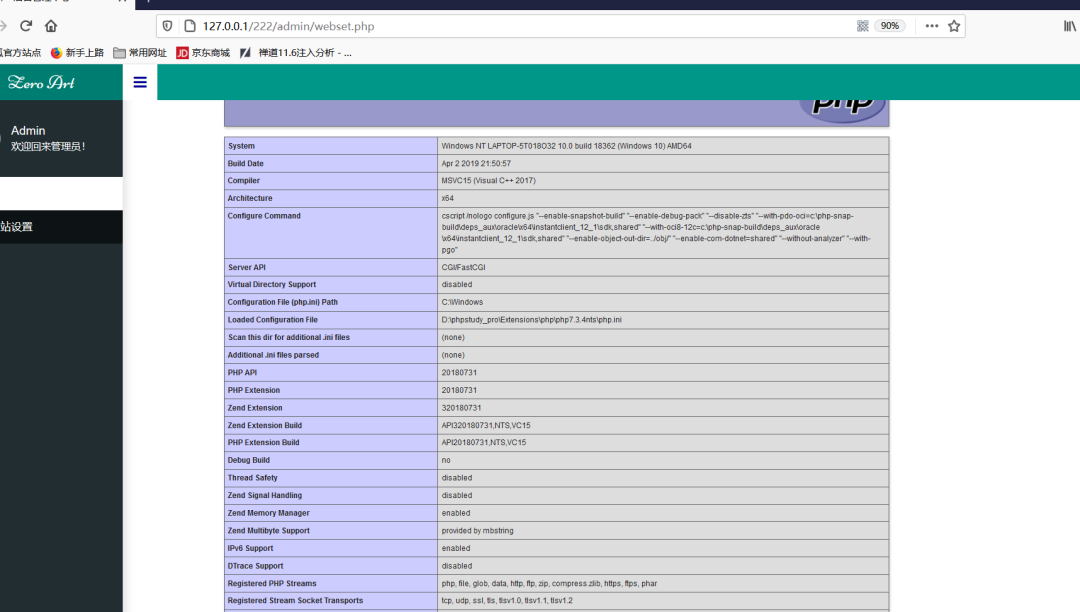 127.0.0.1/222/admin/webset.php
90%
官方站点
新手上路
常用网址
JD
京东商城
禅道11.6注入分析 - ...
Zero Art
Admin
欢迎回来管理员!
站设置
php
System
Windows NT LAPTOP-5T018O32 10.0 build 18362 (Windows 10) AMD64
Build Date
Apr 2 2019 21:50:57
Compiler
MSVC15 (Visual C++ 2017)
Architecture
x64
Configure Command
cscript /nologo configure.js "--enable-snapshot-build" "--enable-debug-pack" "--disable-zts" "--with-pdo-oci=c:\php-snap-
build\deps_aux\oracle\x64\instantclient_12_1\sdk,shared" "--with-oci8-12c=c:\php-snap-build\deps_aux\oracle
\x64\instantclient_12_1\sdk,shared" "--enable-object-out-dir=../obj/" "--enable-com-dotnet=shared" "--without-analyzer" "--with-
pgo"
Server API
CGI/FastCGI
Virtual Directory Support
disabled
Configuration File (php.ini) Path
C:\Windows
Loaded Configuration File
D:\phpstudy_pro\Extensions\php\php7.3.4nts\php.ini
Scan this dir for additional .ini files
(none)
Additional .ini files parsed
(none)
PHP API
20180731
PHP Extension
20180731
Zend Extension
320180731
Zend Extension Build
API320180731,NTS,VC15
PHP Extension Build
API20180731,NTS,VC15
Debug Build
no
Thread Safety
disabled
Zend Signal Handling
disabled
Zend Memory Manager
enabled
Zend Multibyte Support
provided by mbstring
IPv6 Support
enabled
DTrace Support
disabled
Registered PHP Streams
php, file, glob, data, http, ftp, zip, compress.zlib, https, ftps, phar
Registered Stream Socket Transports
tcp, udp, ssl, tls, tlsv1.0, tlsv1.1, tlsv1.2